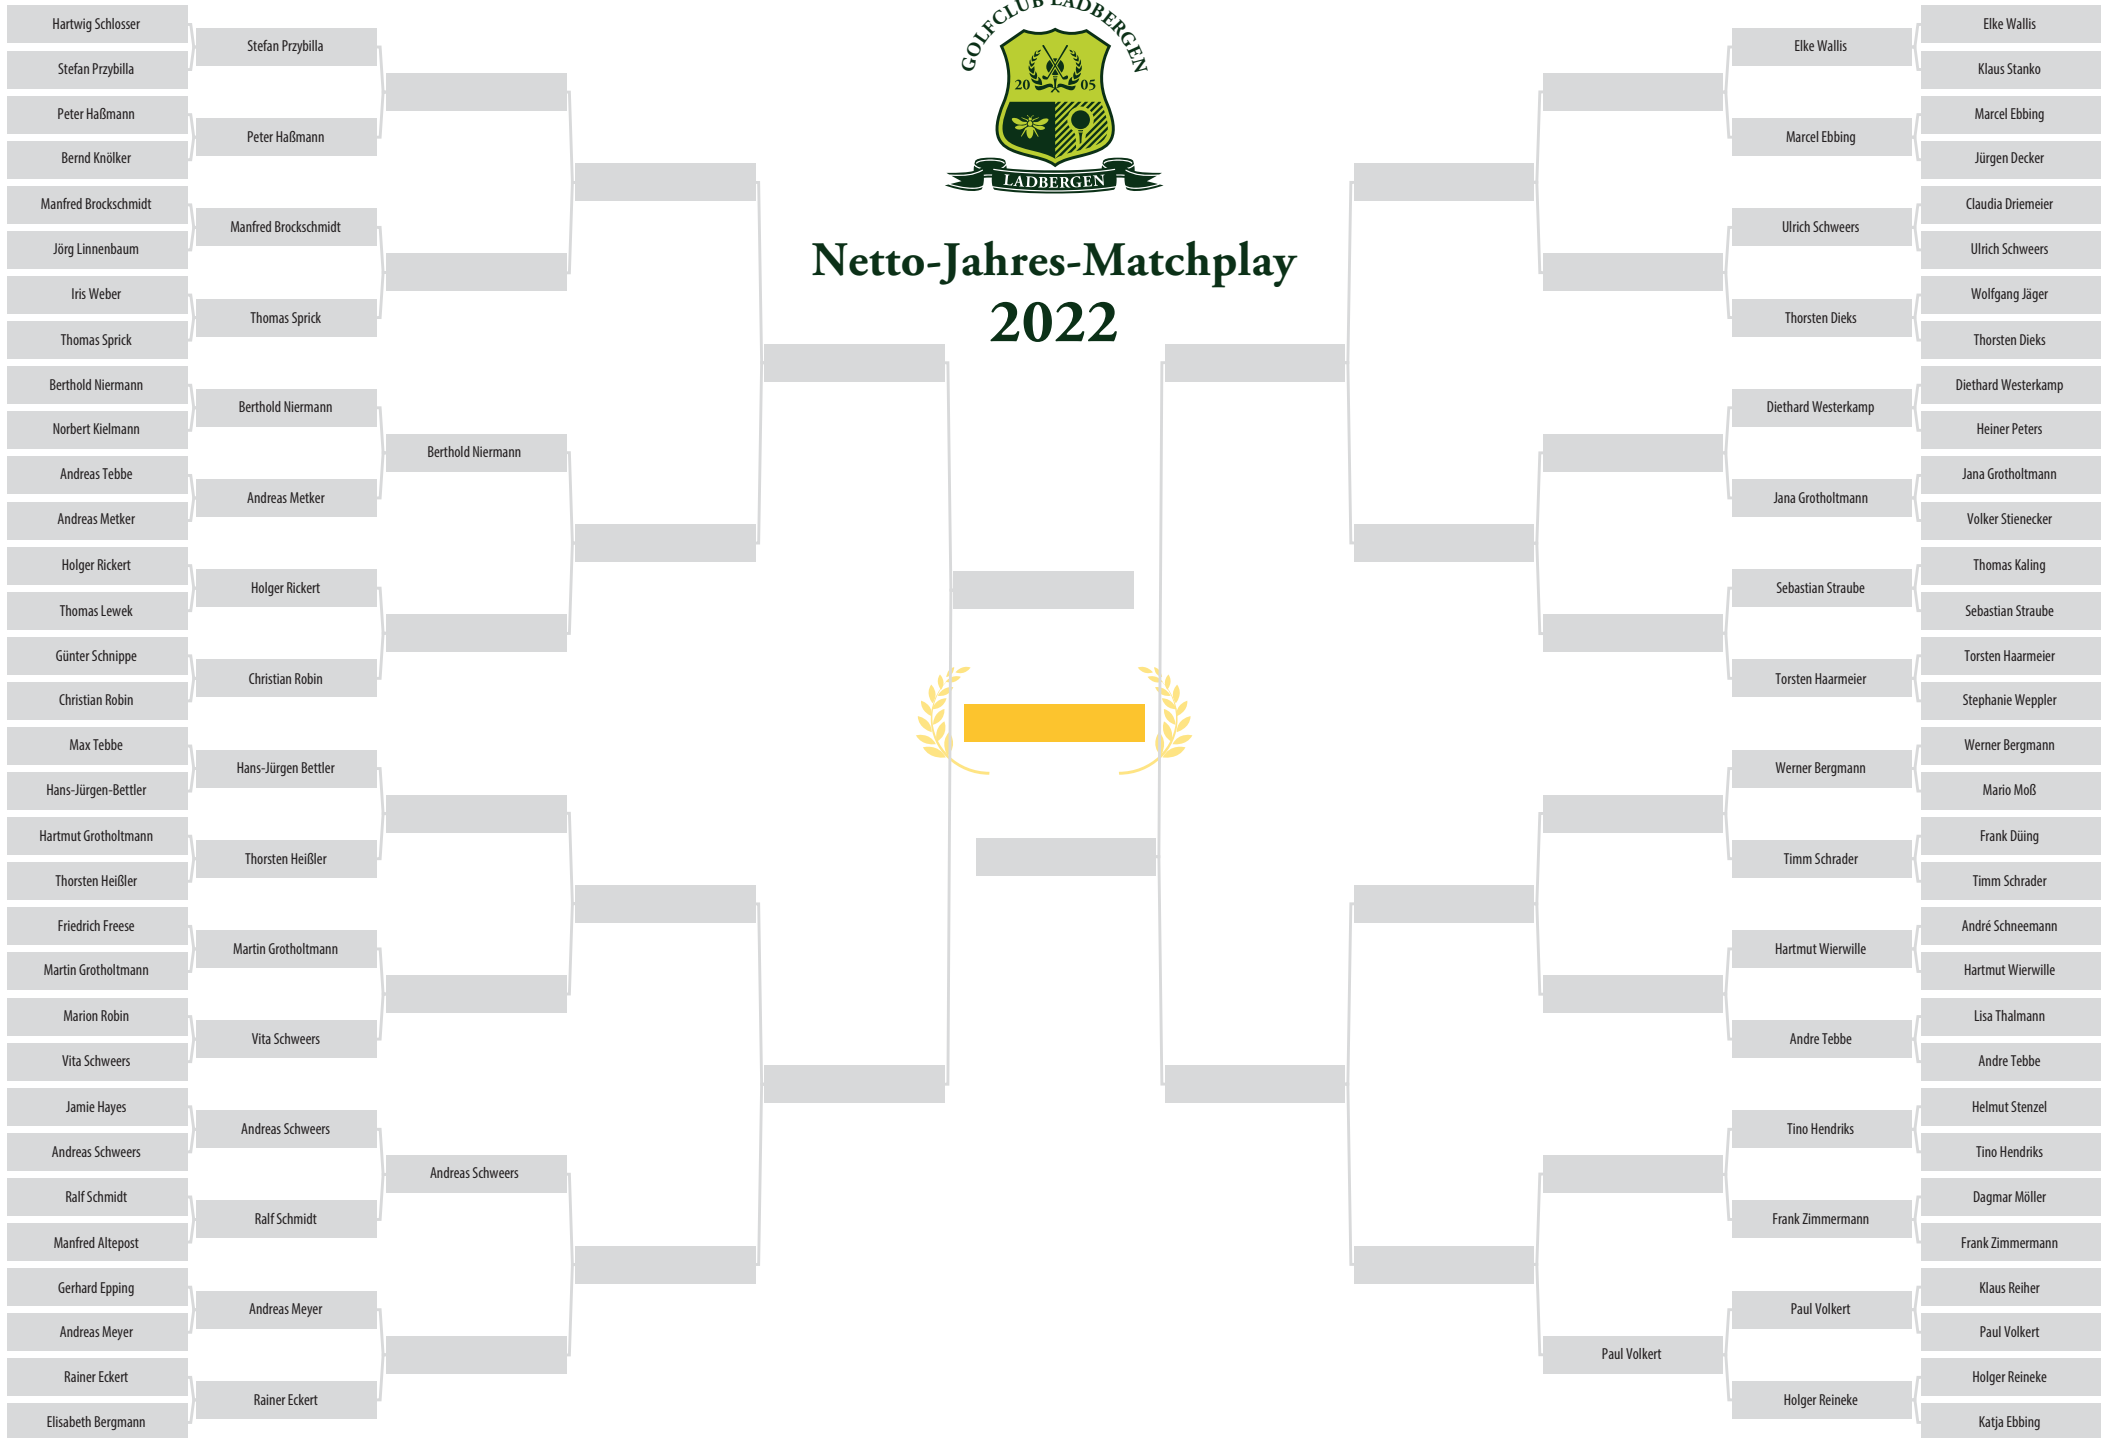 GOLFCLUB LADBERGEN
20 05
LADBERGEN
Netto-Jahres-Matchplay
2022
Hartwig Schlosser
Stefan Przybilla
Peter Haßmann
Bernd Knölker
Manfred Brockschmidt
Jörg Linnenbaum
Iris Weber
Thomas Sprick
Berthold Niermann
Norbert Kielmann
Andreas Tebbe
Andreas Metker
Holger Rickert
Thomas Lewek
Günter Schnippe
Christian Robin
Max Tebbe
Hans-Jürgen-Bettler
Hartmut Grotholtmann
Thorsten Heißler
Friedrich Freese
Martin Grotholtmann
Marion Robin
Vita Schweers
Jamie Hayes
Andreas Schweers
Ralf Schmidt
Manfred Altepost
Gerhard Epping
Andreas Meyer
Rainer Eckert
Elisabeth Bergmann
Stefan Przybilla
Peter Haßmann
Manfred Brockschmidt
Thomas Sprick
Berthold Niermann
Andreas Metker
Holger Rickert
Christian Robin
Hans-Jürgen Bettler
Thorsten Heißler
Martin Grotholtmann
Vita Schweers
Andreas Schweers
Ralf Schmidt
Andreas Meyer
Rainer Eckert
Berthold Niermann
Andreas Schweers
Paul Volkert
Elke Wallis
Marcel Ebbing
Ulrich Schweers
Thorsten Dieks
Diethard Westerkamp
Jana Grotholtmann
Sebastian Straube
Torsten Haarmeier
Werner Bergmann
Timm Schrader
Hartmut Wierwille
Andre Tebbe
Tino Hendriks
Frank Zimmermann
Paul Volkert
Holger Reineke
Elke Wallis
Klaus Stanko
Marcel Ebbing
Jürgen Decker
Claudia Driemeier
Ulrich Schweers
Wolfgang Jäger
Thorsten Dieks
Diethard Westerkamp
Heiner Peters
Jana Grotholtmann
Volker Stienecker
Thomas Kaling
Sebastian Straube
Torsten Haarmeier
Stephanie Weppler
Werner Bergmann
Mario Moß
Frank Düing
Timm Schrader
André Schneemann
Hartmut Wierwille
Lisa Thalmann
Andre Tebbe
Helmut Stenzel
Tino Hendriks
Dagmar Möller
Frank Zimmermann
Klaus Reiher
Paul Volkert
Holger Reineke
Katja Ebbing